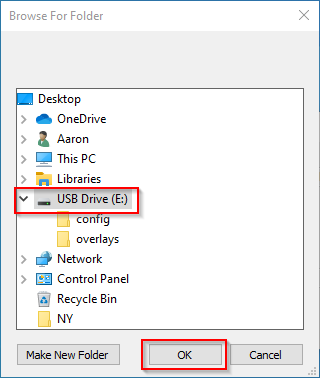 Browse For Folder
Desktop
OneDrive
Aaron
This PC
Libraries
USB Drive (E:)
config
overlays
Network
Control Panel
Recycle Bin
NY
Make New Folder OK Cancel